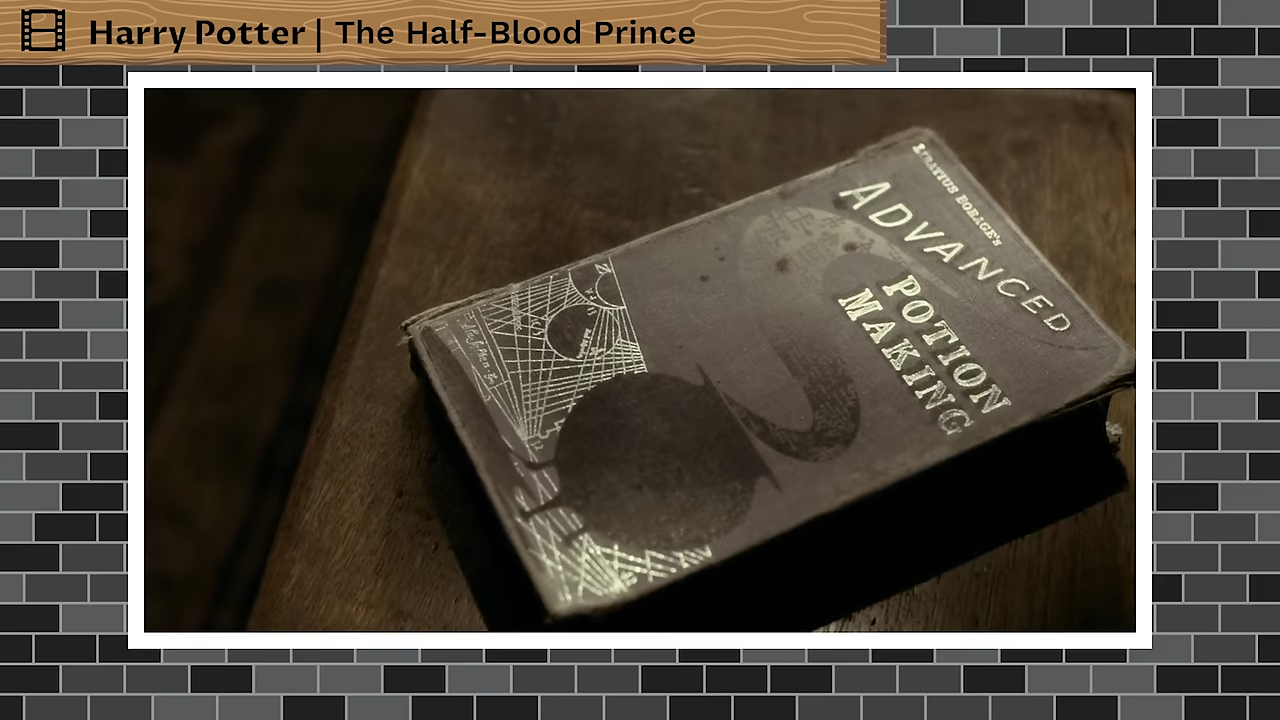 Harry Potter | The Half-Blood Prince
LIBATIUS BORAGE's
ADVANCED
POTION
MAKING